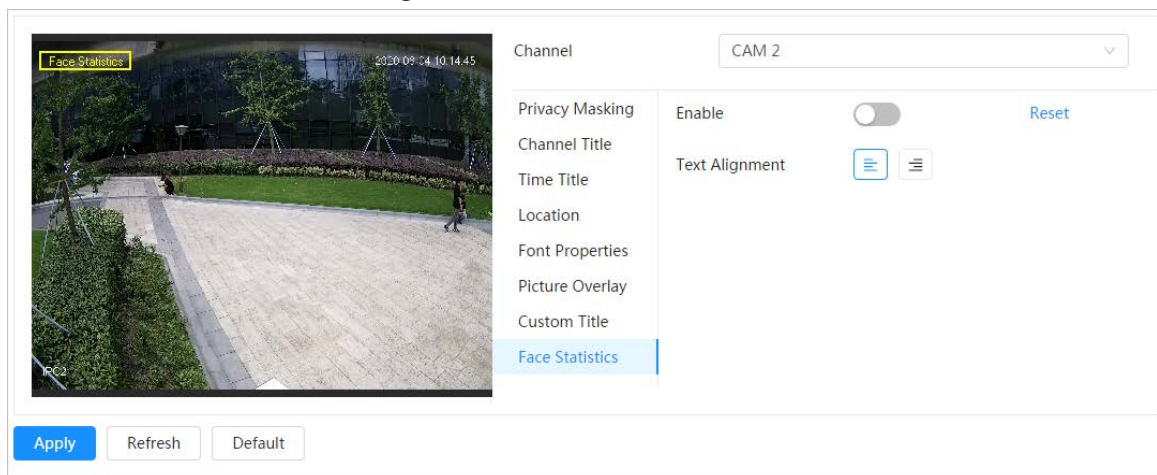 Face Statistics
2020-09-04 10:14:45
IPC2
Channel
CAM 2
Privacy Masking
Channel Title
Time Title
Location
Font Properties
Picture Overlay
Custom Title
Face Statistics
Enable
Reset
Text Alignment
Apply
Refresh
Default